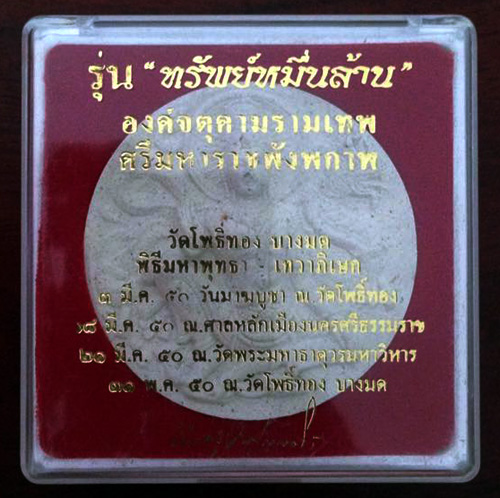 รุ่น “ทรัพย์หมื่นล้าน”
องค์จตุคามรามเทพ
ศรีมหาราชพังพกาฬ
วัดโพธิ์ทอง บางมด
พิธีมหาพุทธา - เทวาภิเษก
๓ มี.ค. ๕๐ วันมาฆบูชา ณ.วัดโพธิ์ทอง
๑๘ มี.ค. ๕๐ ณ.ศาลหลักเมืองนครศรีธรรมราช
๒๑ มี.ค. ๕๐ ณ.วัดพระมหาธาตุวรมหาวิหาร
๓๑ พ.ค. ๕๐ ณ.วัดโพธิ์ทอง บางมด